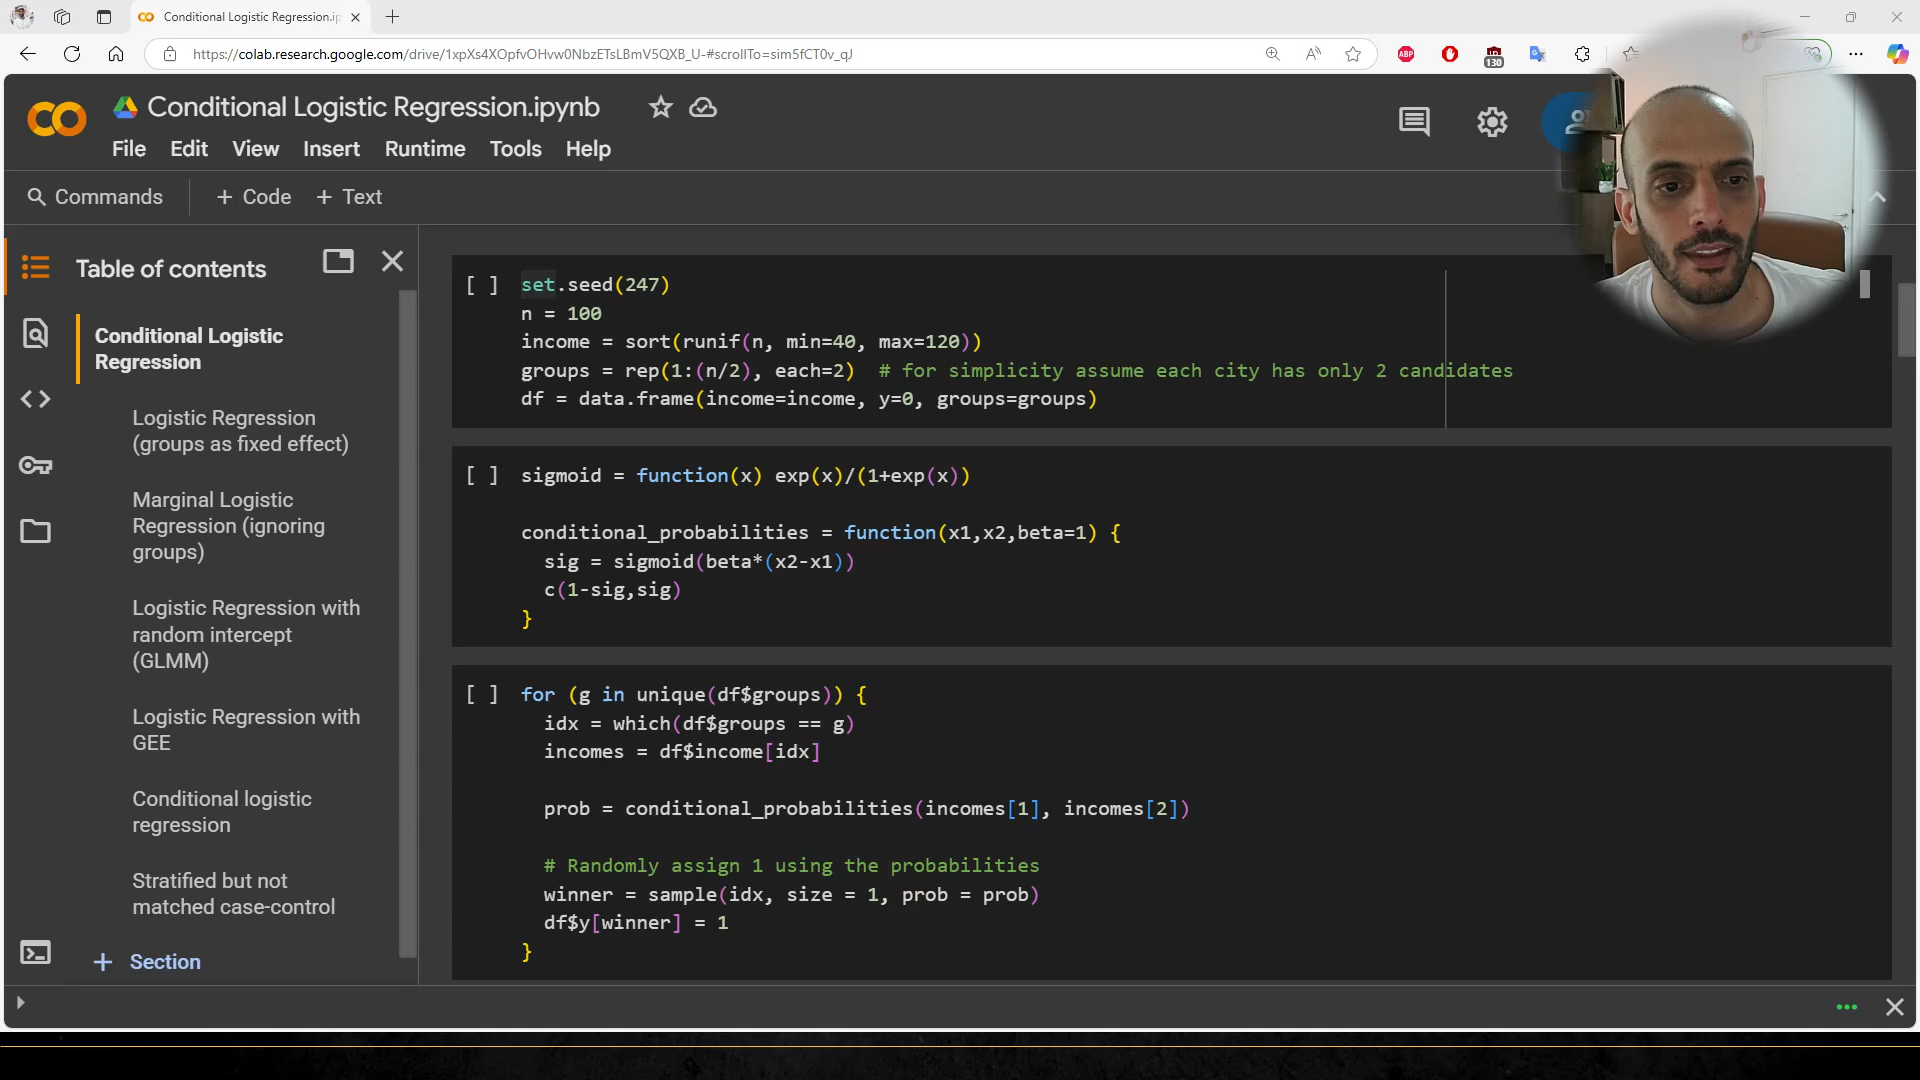 Conditional Logistic Regression.ip
https://colab.research.google.com/drive/1xpXs4XOpfvOHvw0NbzETsLBmV5QXB_U-#scrollTo=sim5fCT0v_qJ
ABP
130
Conditional Logistic Regression.ipynb
File Edit View Insert Runtime Tools Help
Commands + Code + Text
Table of contents
Conditional Logistic
Regression
Logistic Regression
(groups as fixed effect)
Marginal Logistic
Regression (ignoring
groups)
Logistic Regression with
random intercept
(GLMM)
Logistic Regression with
GEE
Conditional logistic
regression
Stratified but not
matched case-control
+ Section
[ ] set.seed(247)
n = 100
income = sort(runif(n, min=40, max=120))
groups = rep(1:(n/2), each=2)  # for simplicity assume each city has only 2 candidates
df = data.frame(income=income, y=0, groups=groups)
[ ] sigmoid = function(x) exp(x)/(1+exp(x))
conditional_probabilities = function(x1,x2,beta=1) {
sig = sigmoid(beta*(x2-x1))
c(1-sig,sig)
}
[ ] for (g in unique(df$groups)) {
idx = which(df$groups == g)
incomes = df$income[idx]
prob = conditional_probabilities(incomes[1], incomes[2])
# Randomly assign 1 using the probabilities
winner = sample(idx, size = 1, prob = prob)
df$y[winner] = 1
}